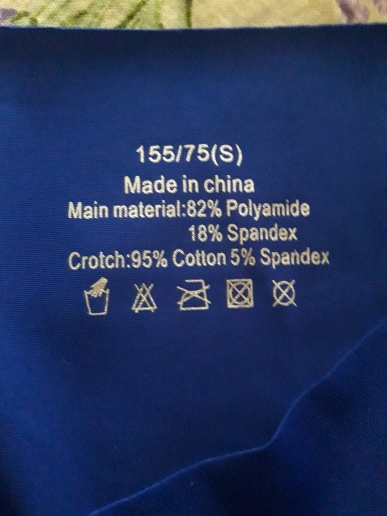 155/75(S)
Made in china
Main material:82% Polyamide
18% Spandex
Crotch:95% Cotton 5% Spandex